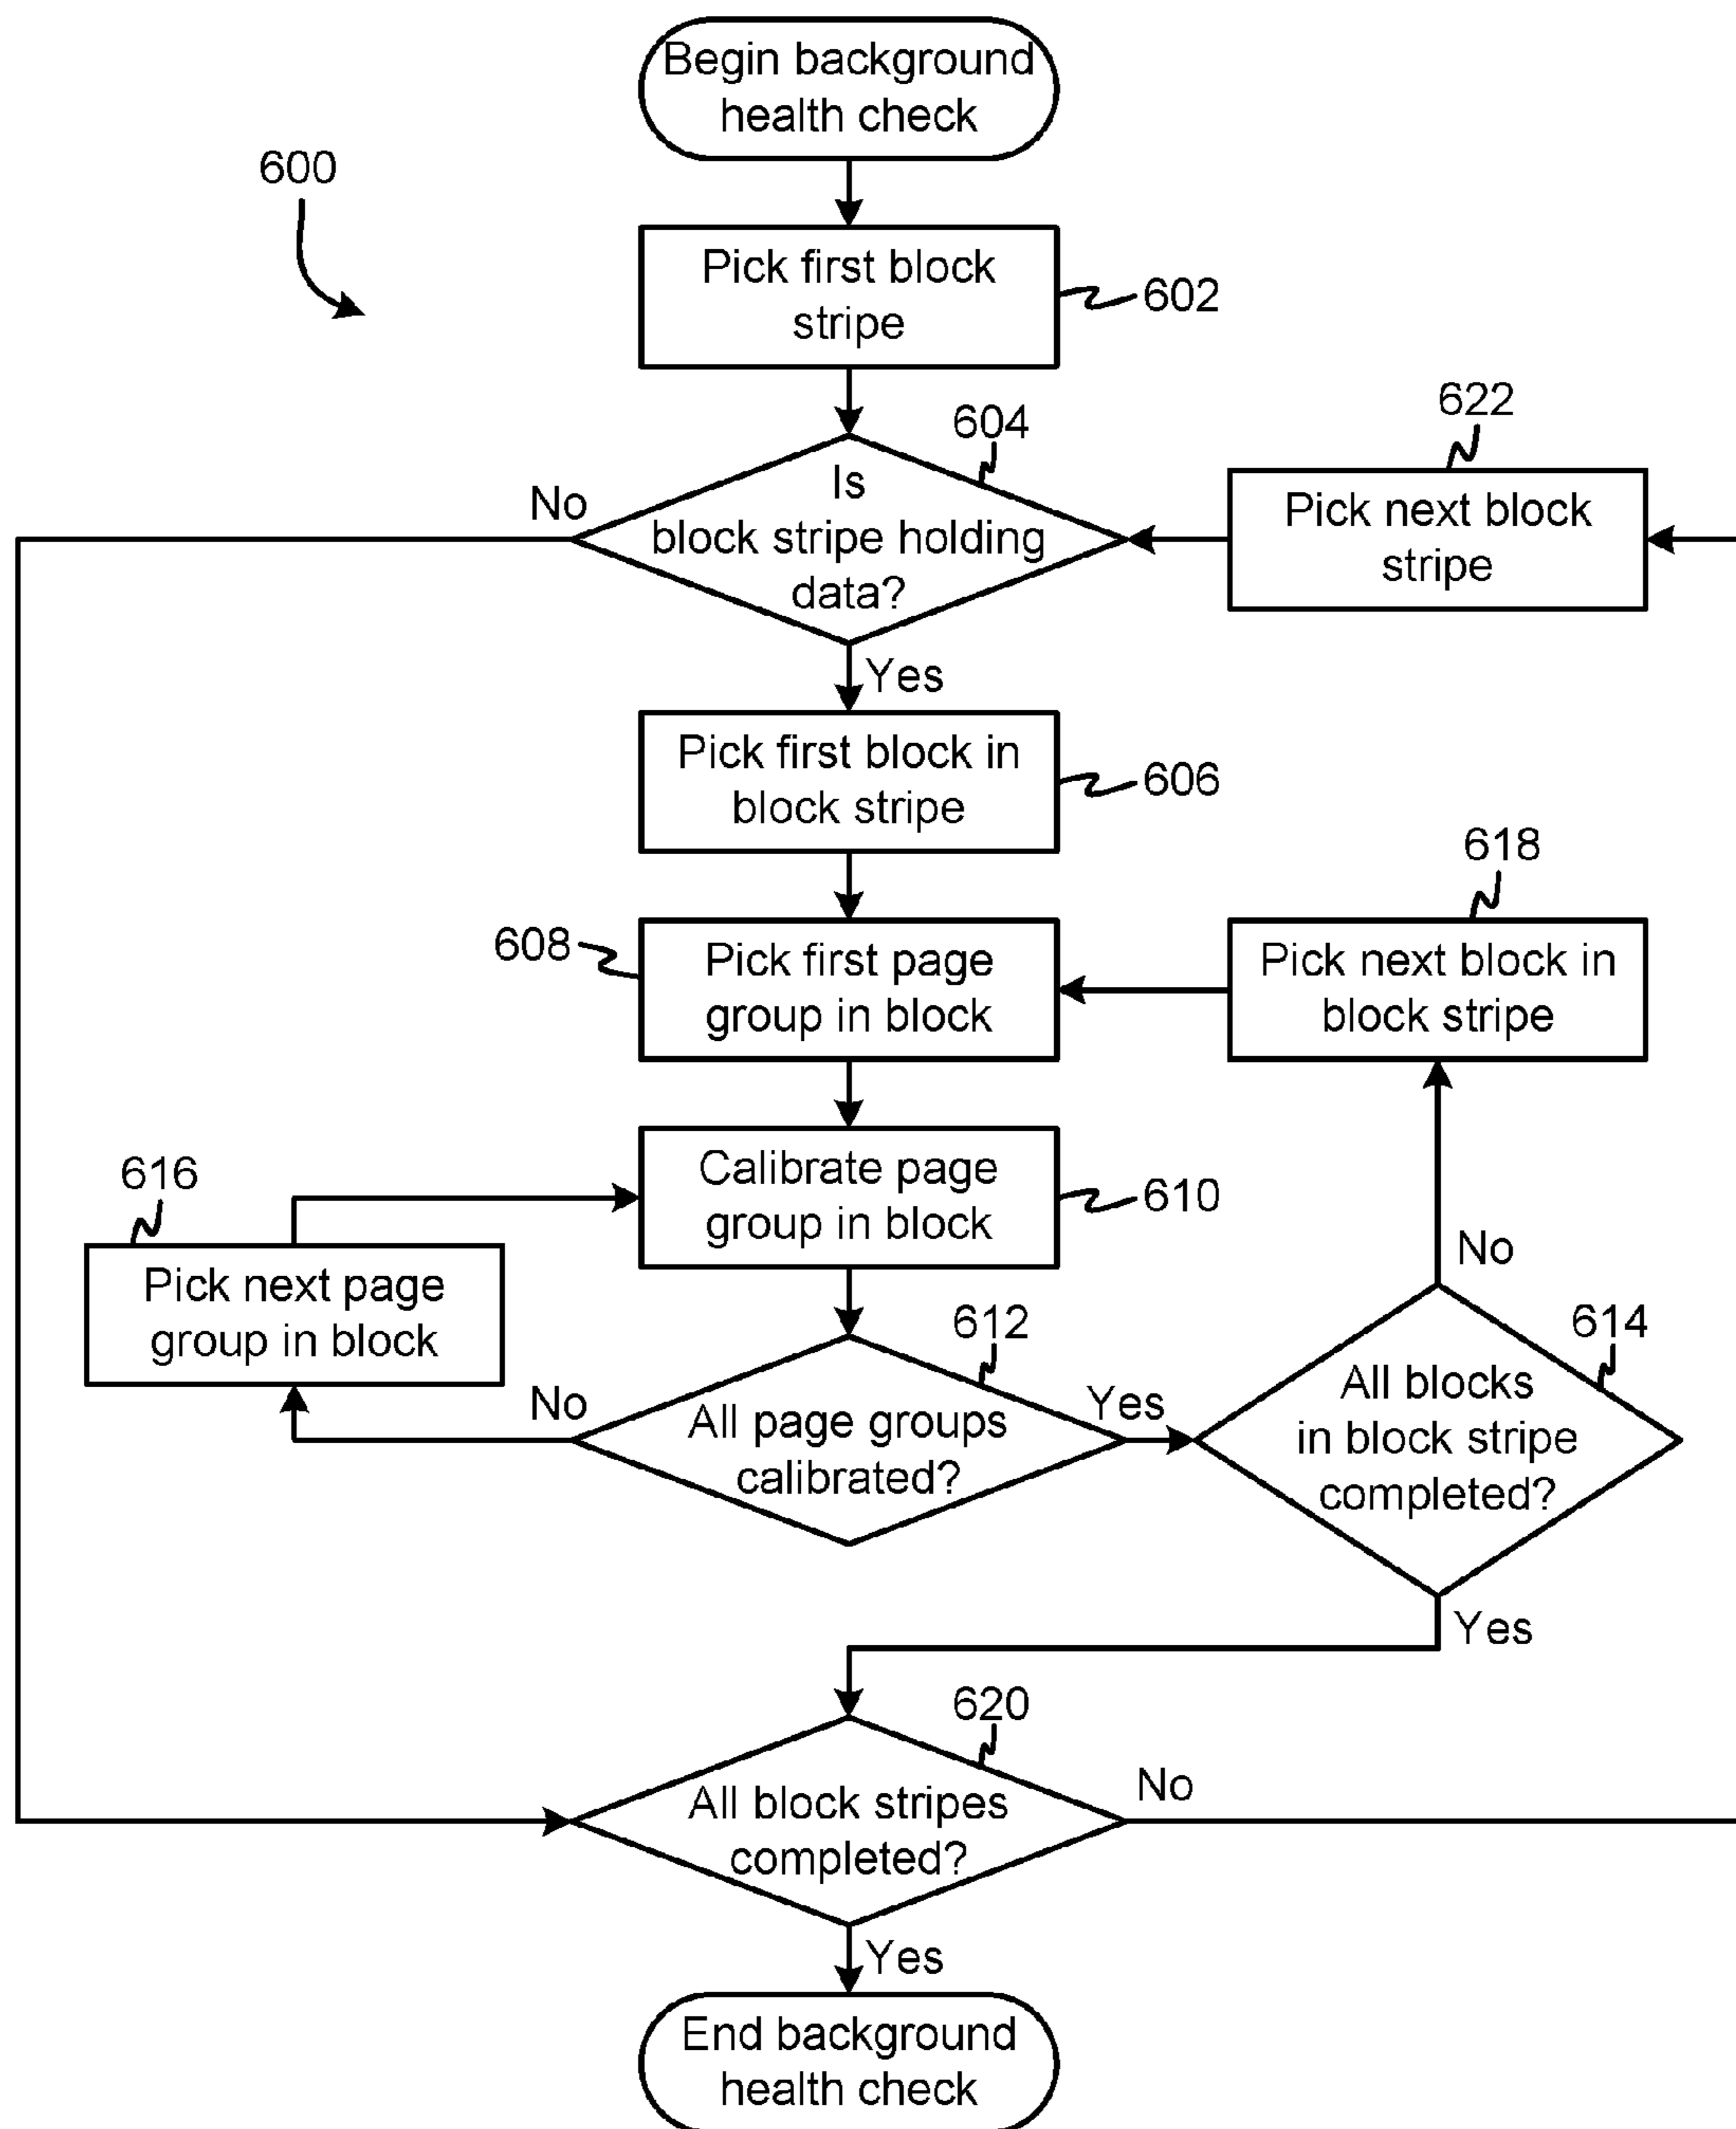 Begin background
health check
600
Pick first block
stripe
602
604
622
Is
block stripe holding
data?
No
Pick next block
stripe
Yes
Pick first block in
block stripe
606
618
608
Pick first page
group in block
Pick next block in
block stripe
616
Calibrate page
group in block
610
Pick next page
group in block
No
612
614
No
All page groups
calibrated?
Yes
All blocks
in block stripe
completed?
Yes
620
All block stripes
completed?
No
Yes
End background
health check